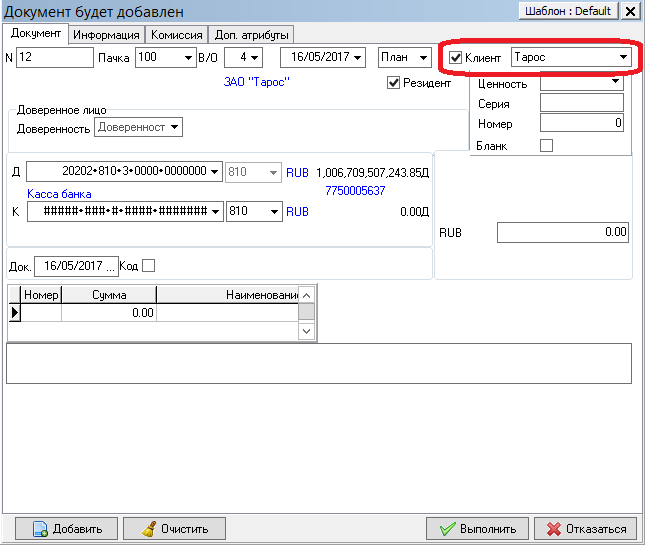 Документ будет добавлен Шаблон : Default
Документ Информация Комиссия Доп. атрибуты
N 12 Пачка 100 В/О 4 16/05/2017 План Клиент Тарос
ЗАО "Тарос" Резидент Ценность
Серия
Доверенное лицо
Доверенность Доверенност Номер 0
Бланк
Д 20202•810•3•0000•0000000 810 RUB 1,006,709,507,243.85Д
Касса банка 7750005637
К #####•###•#•####•####### 810 RUB 0.00Д
RUB 0.00
Док. 16/05/2017 ... Код
Номер Сумма Наименование
0.00
Добавить Очистить Выполнить Отказаться